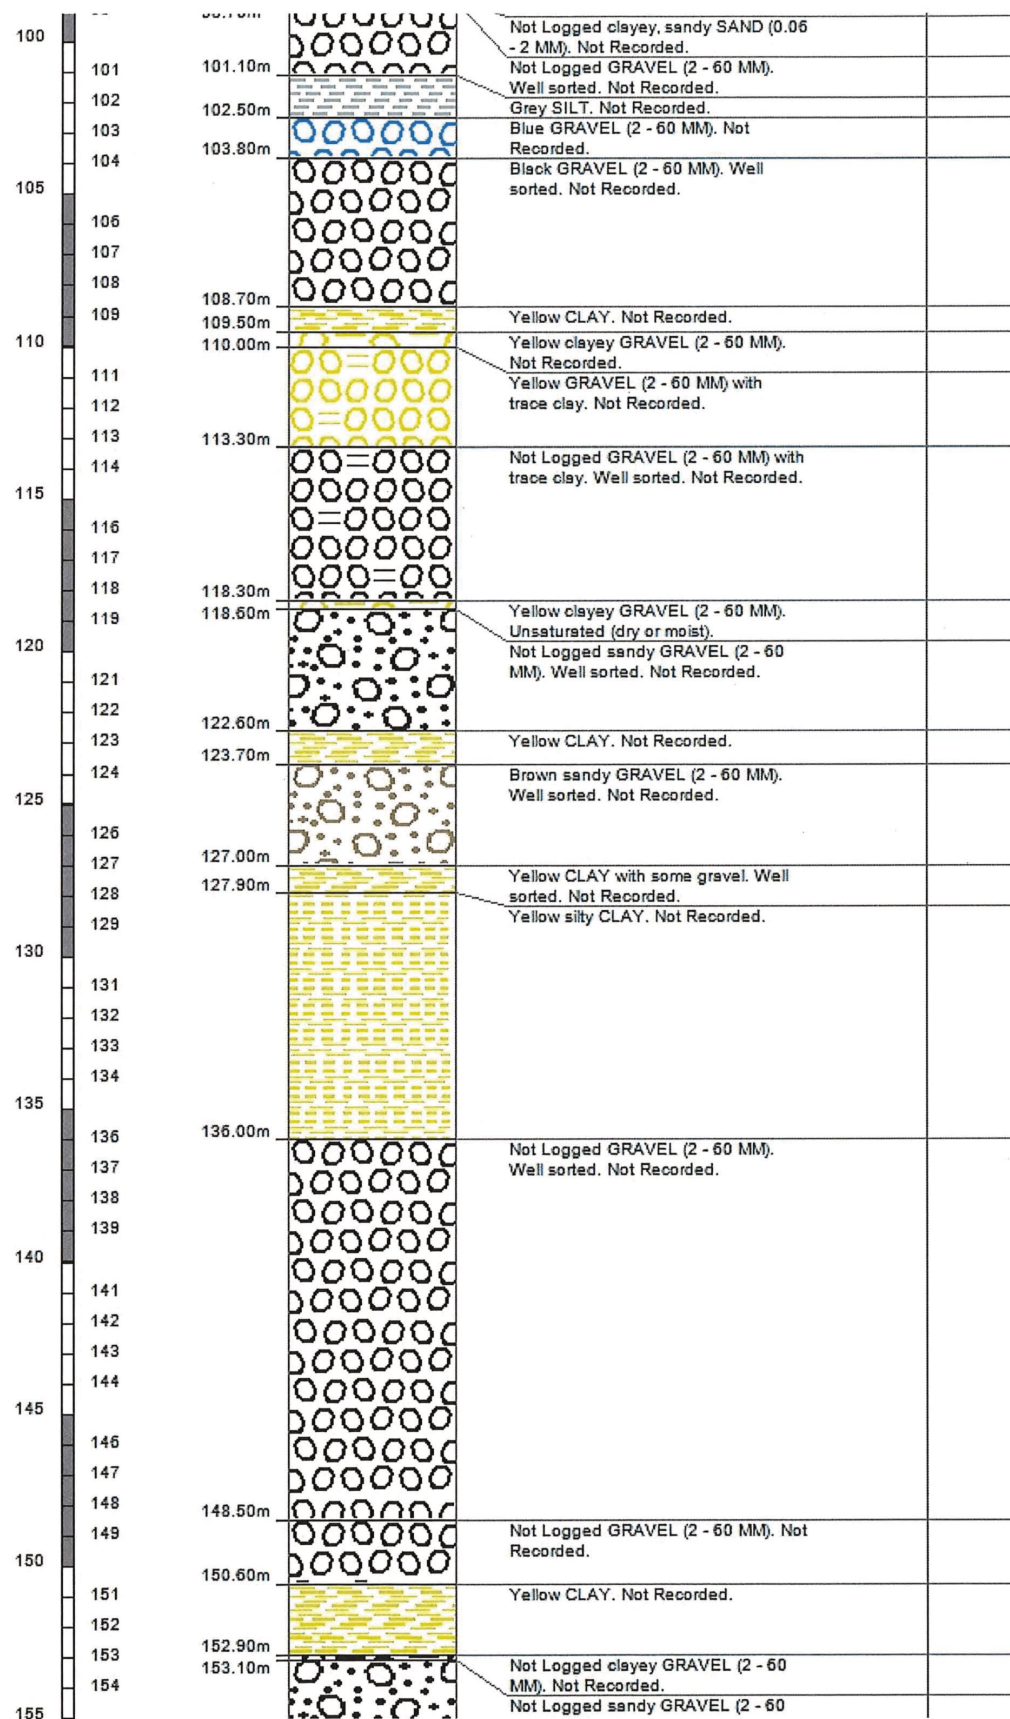 100
Not Logged clayey, sandy SAND (0.06
- 2 MM). Not Recorded.
101
101.10m
Not Logged GRAVEL (2 - 60 MM).
Well sorted. Not Recorded.
102
102.50m
Grey SILT. Not Recorded.
103
Blue GRAVEL (2 - 60 MM). Not
Recorded.
103.80m
104
Black GRAVEL (2 - 60 MM). Well
sorted. Not Recorded.
105
106
107
108
108.70m
109
Yellow CLAY. Not Recorded.
109.50m
110
110.00m
Yellow clayey GRAVEL (2 - 60 MM).
Not Recorded.
111
Yellow GRAVEL (2 - 60 MM) with
trace clay. Not Recorded.
112
113
113.30m
114
Not Logged GRAVEL (2 - 60 MM) with
trace clay. Well sorted. Not Recorded.
115
116
117
118
118.30m
119
118.60m
Yellow clayey GRAVEL (2 - 60 MM).
Unsaturated (dry or moist).
120
Not Logged sandy GRAVEL (2 - 60
MM). Well sorted. Not Recorded.
121
122
122.60m
123
Yellow CLAY. Not Recorded.
123.70m
124
Brown sandy GRAVEL (2 - 60 MM).
Well sorted. Not Recorded.
125
126
127
127.00m
Yellow CLAY with some gravel. Well
sorted. Not Recorded.
128
127.90m
Yellow silty CLAY. Not Recorded.
129
130
131
132
133
134
135
136
136.00m
Not Logged GRAVEL (2 - 60 MM).
Well sorted. Not Recorded.
137
138
139
140
141
142
143
144
145
146
147
148
148.50m
149
Not Logged GRAVEL (2 - 60 MM). Not
Recorded.
150
150.60m
151
Yellow CLAY. Not Recorded.
152
152.90m
153
153.10m
Not Logged clayey GRAVEL (2 - 60
MM). Not Recorded.
154
Not Logged sandy GRAVEL (2 - 60
155